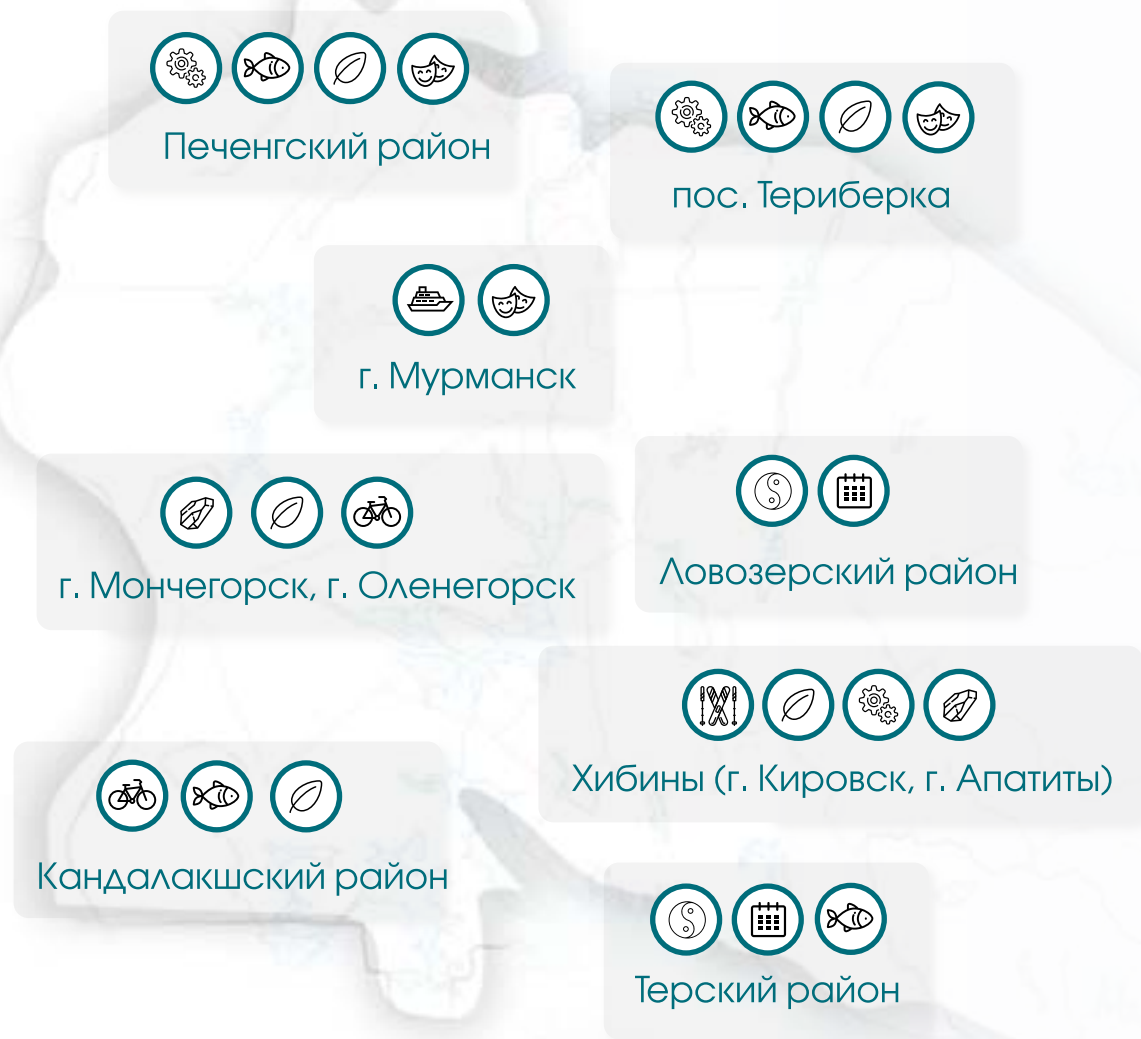 Печенгский район
пос. Териберка
г. Мурманск
г. Мончегорск, г. Оленегорск
Ловозерский район
Хибины (г. Кировск, г. Апатиты)
Кандалакшский район
Терский район